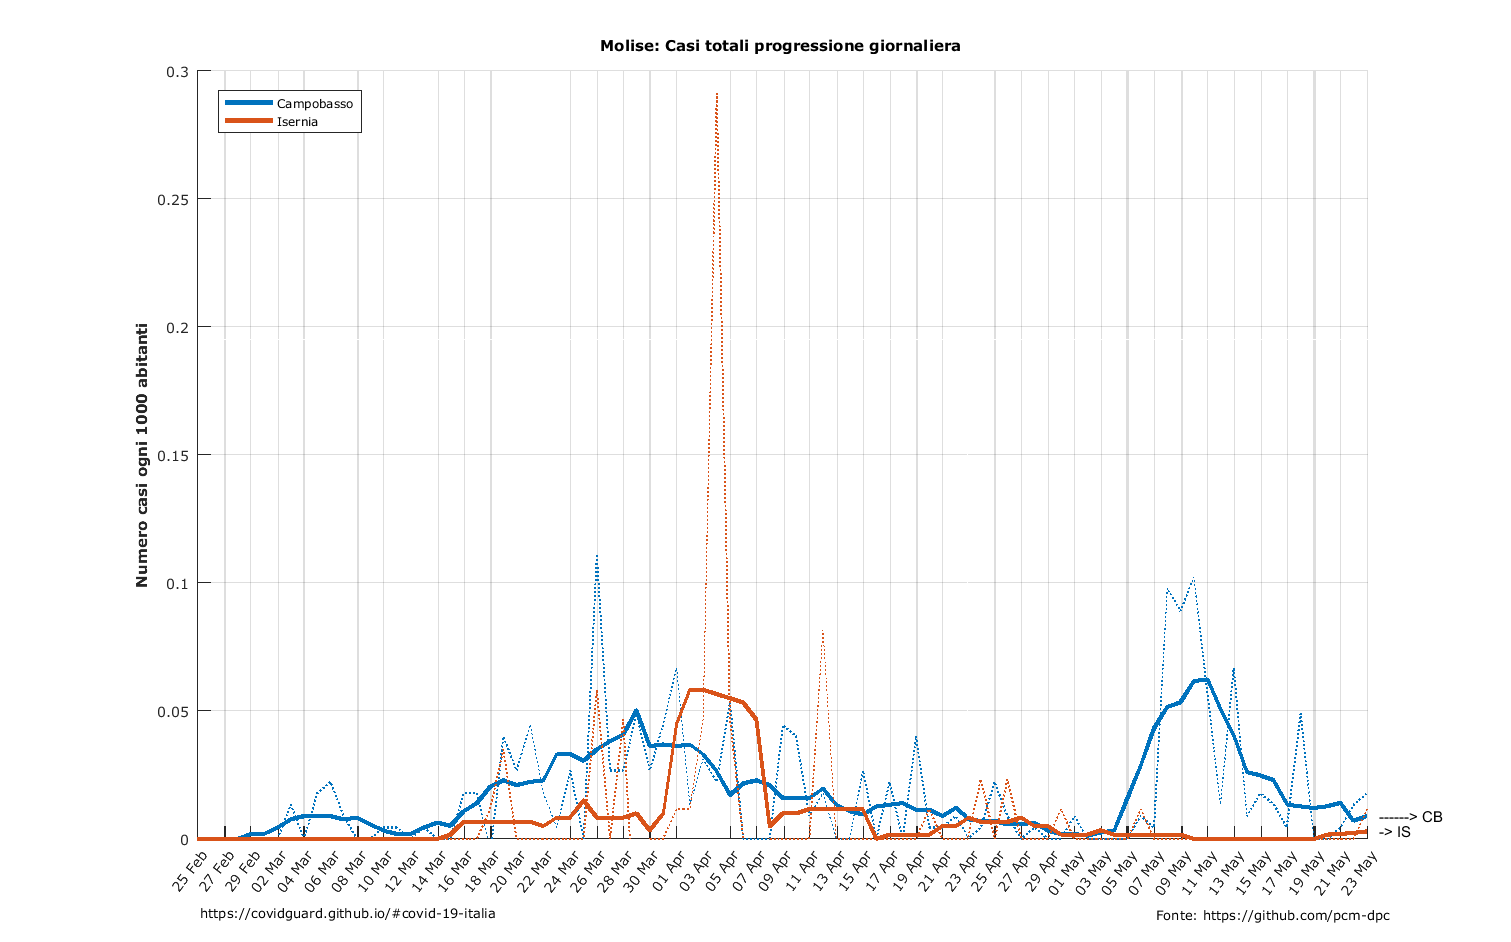 Molise: Casi totali progressione giornaliera
Numero casi ogni 1000 abitanti
0.3
0.25
0.2
0.15
0.1
0.05
0
Campobasso
Isernia
------> CB
-> IS
25 Feb
27 Feb
29 Feb
02 Mar
04 Mar
06 Mar
08 Mar
10 Mar
12 Mar
14 Mar
16 Mar
18 Mar
20 Mar
22 Mar
24 Mar
26 Mar
28 Mar
30 Mar
01 Apr
03 Apr
05 Apr
07 Apr
09 Apr
11 Apr
13 Apr
15 Apr
17 Apr
19 Apr
21 Apr
23 Apr
25 Apr
27 Apr
29 Apr
01 May
03 May
05 May
07 May
09 May
11 May
13 May
15 May
17 May
19 May
21 May
23 May
https://covidguard.github.io/#covid-19-italia
Fonte: https://github.com/pcm-dpc